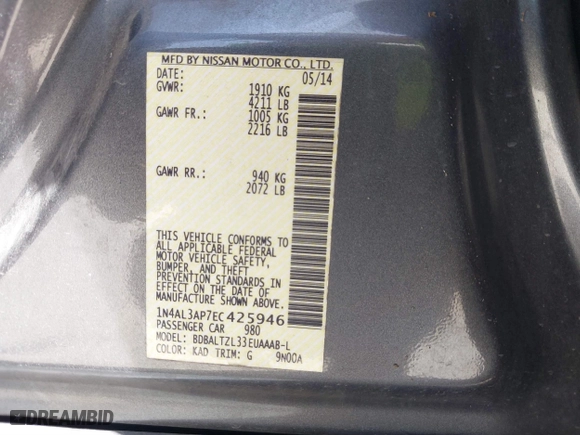 MFD BY NISSAN MOTOR CO., LTD.
DATE: 05/14
GVWR: 1910 KG
4211 LB
GAWR FR.: 1005 KG
2216 LB
GAWR RR.: 940 KG
2072 LB
THIS VEHICLE CONFORMS TO
ALL APPLICABLE FEDERAL
MOTOR VEHICLE SAFETY,
BUMPER, AND THEFT
PREVENTION STANDARDS IN
EFFECT ON THE DATE OF
MANUFACTURE SHOWN ABOVE.
1N4AL3AP7EC425946
PASSENGER CAR 980
MODEL: BDBALTZL33EUAAAB-L
COLOR: KAD TRIM: G 9N00A
DREAMBID